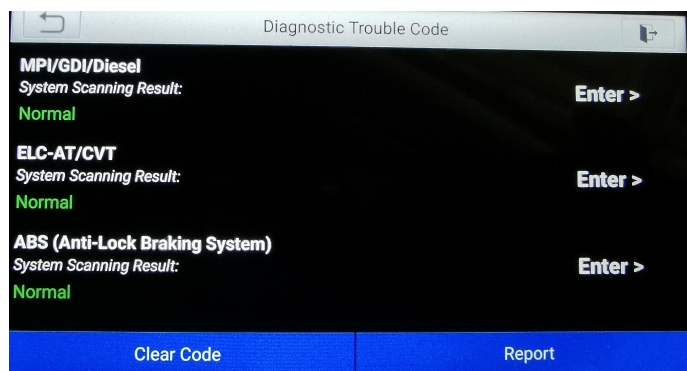 Diagnostic Trouble Code
MPI/GDI/Diesel
System Scanning Result:
Enter >
Normal
ELC-AT/CVT
System Scanning Result:
Enter >
Normal
ABS (Anti-Lock Braking System)
System Scanning Result:
Enter >
Normal
Clear Code
Report